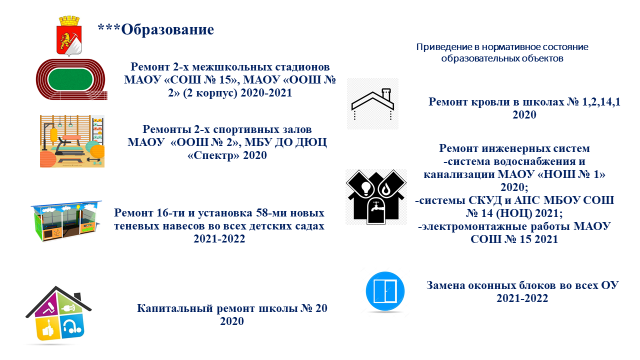 ***Образование
Ремонт 2-х межшкольных стадионов
МАОУ «СОШ № 15», МАОУ «ООШ №
2» (2 корпус) 2020-2021
Ремонты 2-х спортивных залов
МАОУ «ООШ № 2», МБУ ДО ДЮЦ
«Спектр» 2020
Ремонт 16-ти и установка 58-ми новых
теневых навесов во всех детских садах
2021-2022
Капитальный ремонт школы № 20
2020
Приведение в нормативное состояние
образовательных объектов
Ремонт кровли в школах № 1,2,14,1
2020
Ремонт инженерных систем
-система водоснабжения и
канализации МАОУ «НОШ № 1»
2020;
-системы СКУД и АПС МБОУ СОШ
№ 14 (НОЦ) 2021;
-электромонтажные работы МАОУ
СОШ № 15 2021
Замена оконных блоков во всех ОУ
2021-2022